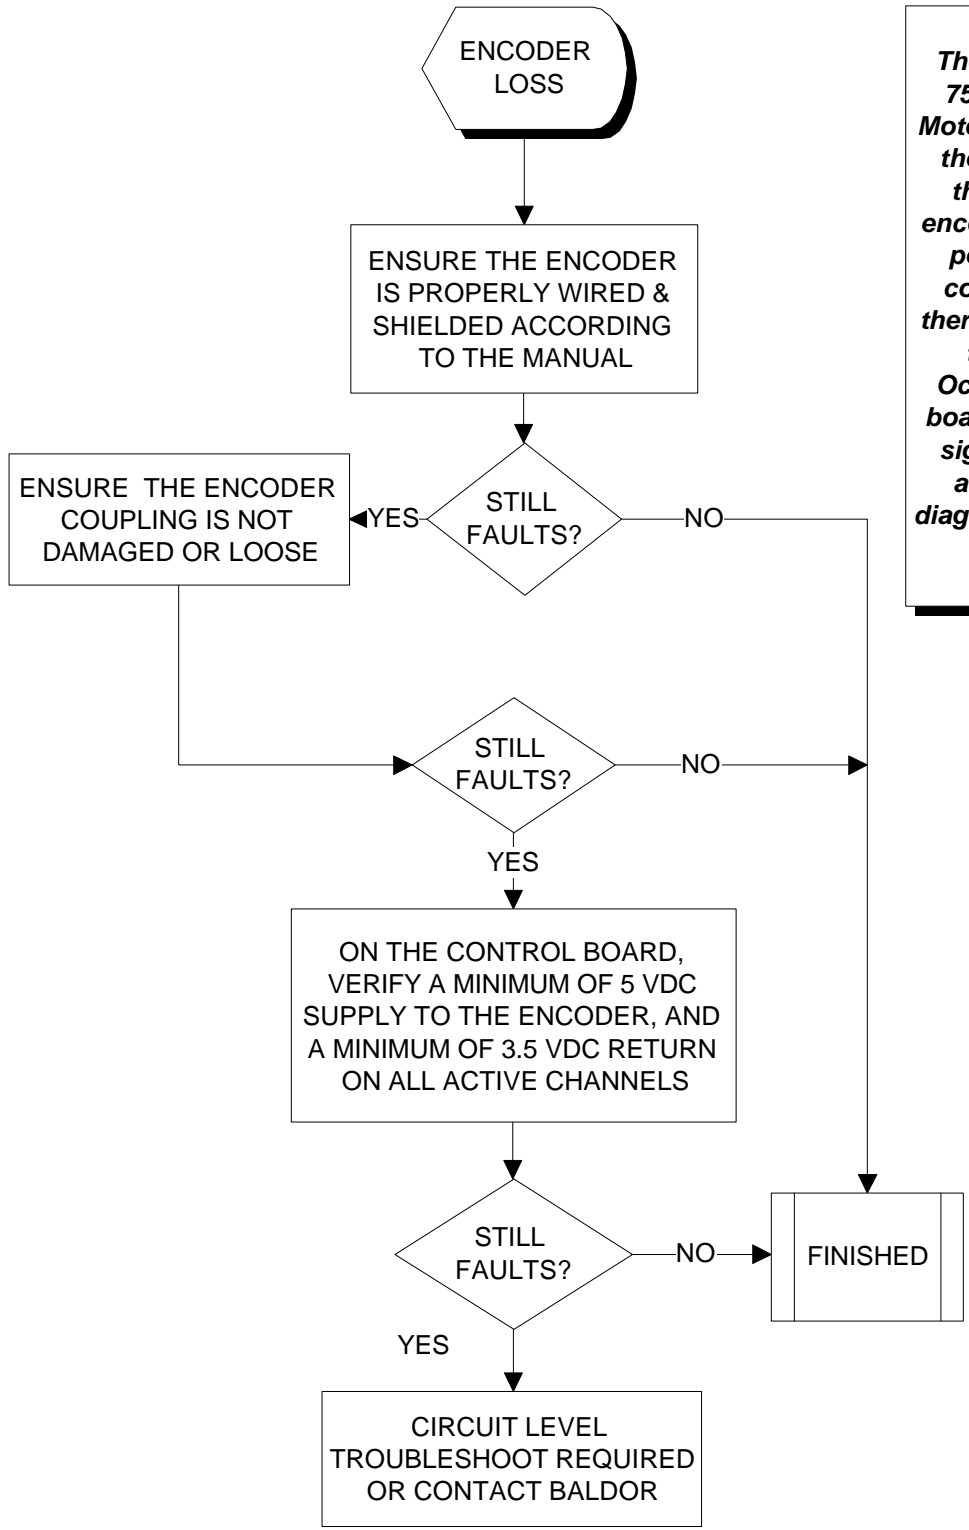 ENCODER
LOSS
ENSURE THE ENCODER
IS PROPERLY WIRED &
SHIELDED ACCORDING
TO THE MANUAL
STILL
FAULTS?
YES
NO
ENSURE THE ENCODER
COUPLING IS NOT
DAMAGED OR LOOSE
STILL
FAULTS?
NO
YES
ON THE CONTROL BOARD,
VERIFY A MINIMUM OF 5 VDC
SUPPLY TO THE ENCODER, AND
A MINIMUM OF 3.5 VDC RETURN
ON ALL ACTIVE CHANNELS
STILL
FAULTS?
NO
FINISHED
YES
CIRCUIT LEVEL
TROUBLESHOOT REQUIRED
OR CONTACT BALDOR
75
the